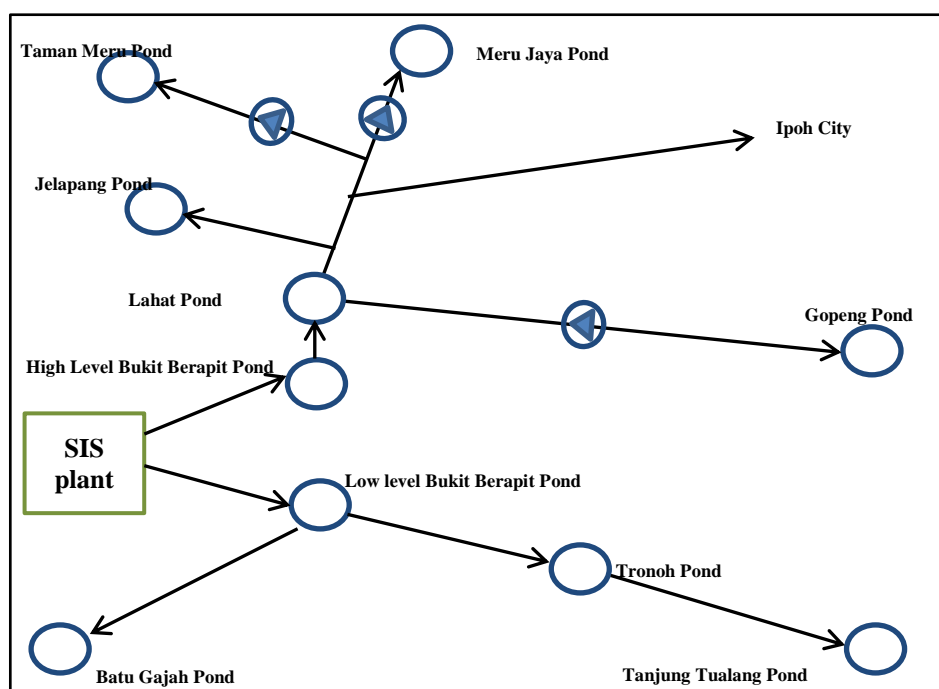 Taman Meru Pond
Meru Jaya Pond
Ipoh City
Jelapang Pond
Lahat Pond
Gopeng Pond
High Level Bukit Berapit Pond
SIS
plant
Low level Bukit Berapit Pond
Tronoh Pond
Batu Gajah Pond
Tanjung Tualang Pond